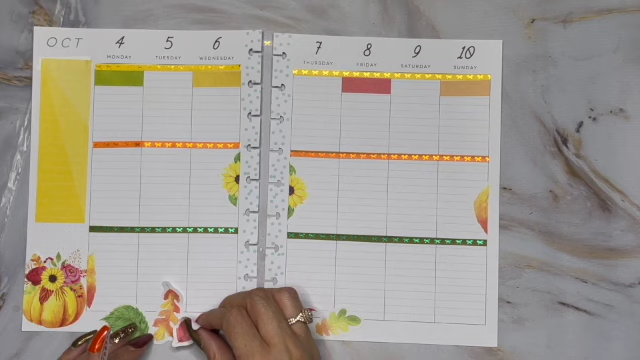 OCT
4 5 6
MONDAY TUESDAY WEDNESDAY
7 8 9 10
THURSDAY FRIDAY SATURDAY SUNDAY